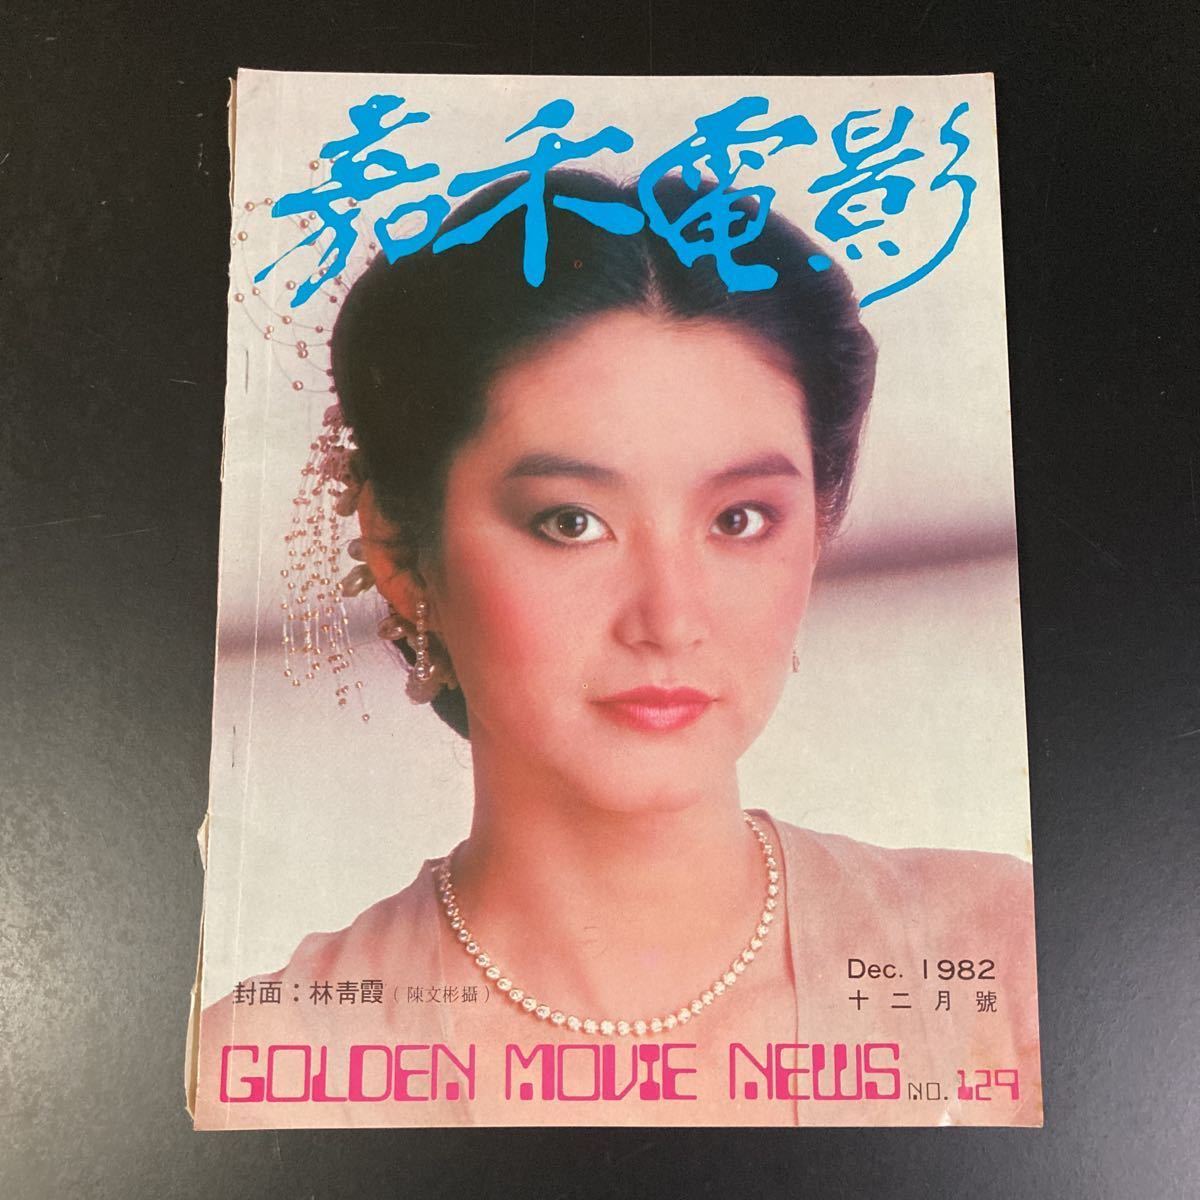 嘉禾電影
Dec. 1982
十二月號
封面：林青霞（陳文彬攝）
GOLDEN MOVIE NEWS NO. 129